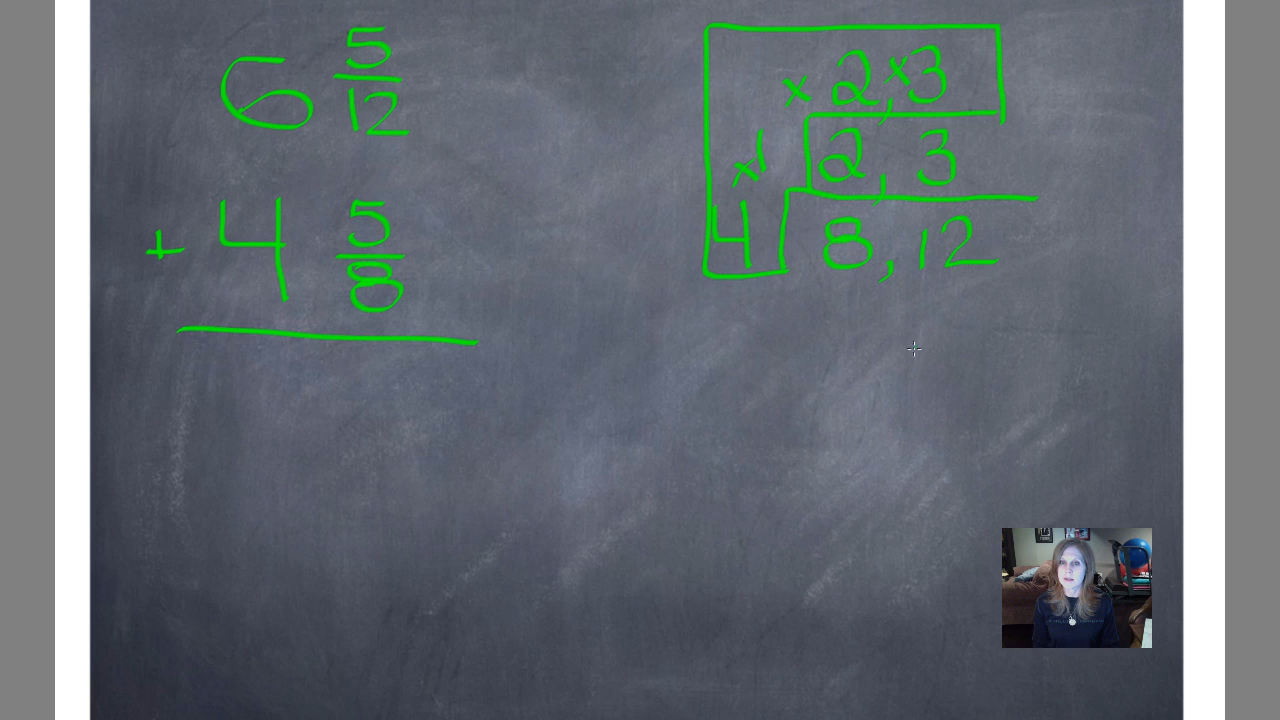 6 5/12
+ 4 5/8
x 2, x 3
x 1 2, 3
4 8, 12